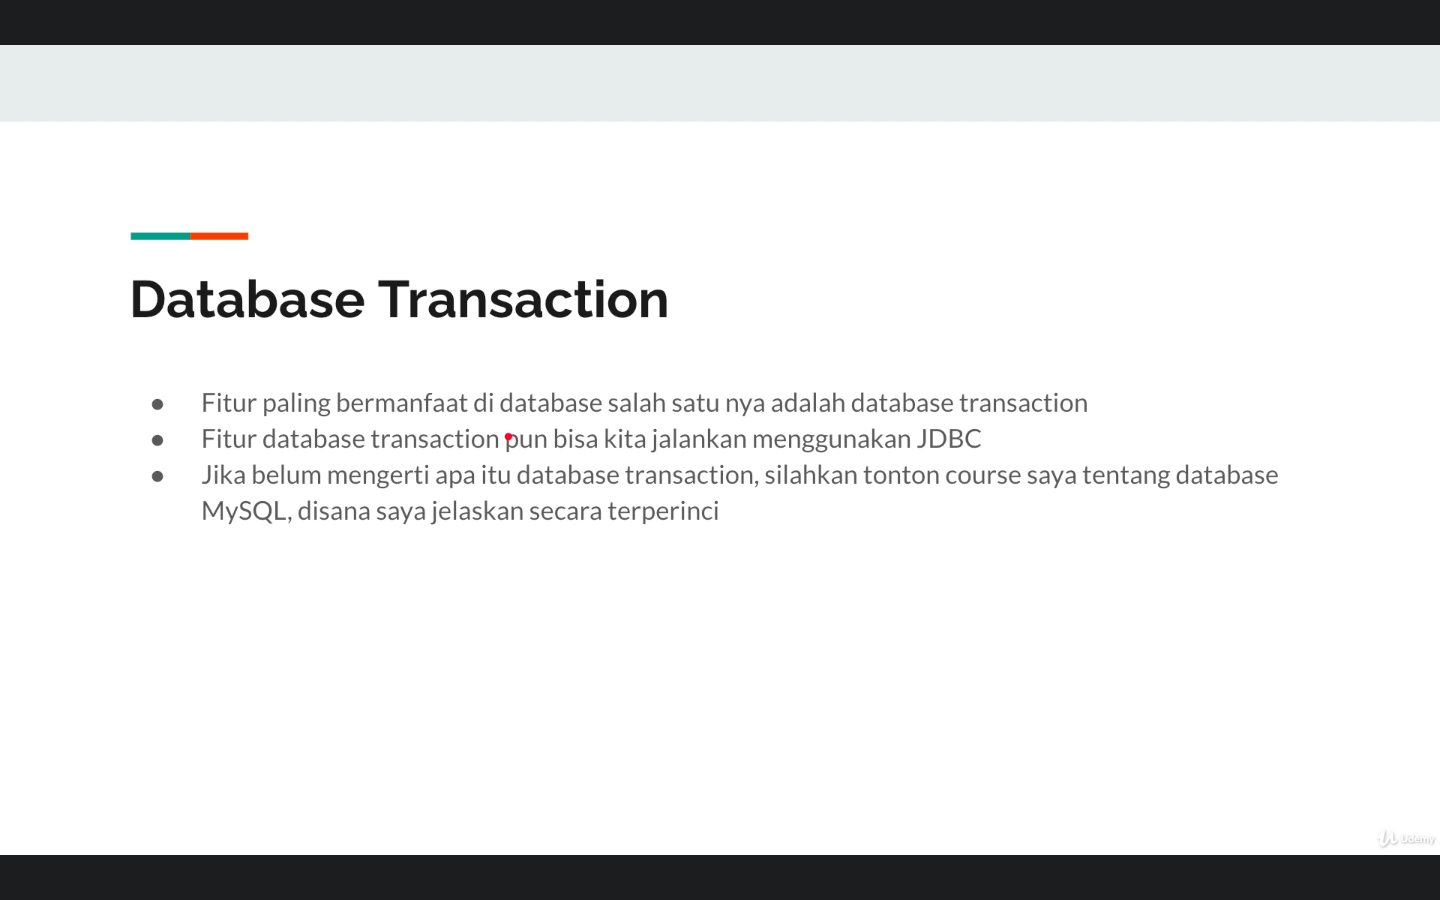 Database Transaction
● Fitur paling bermanfaat di database salah satu nya adalah database transaction
● Fitur database transaction pun bisa kita jalankan menggunakan JDBC
● Jika belum mengerti apa itu database transaction, silahkan tonton course saya tentang database
MySQL, disana saya jelaskan secara terperinci
Udemy